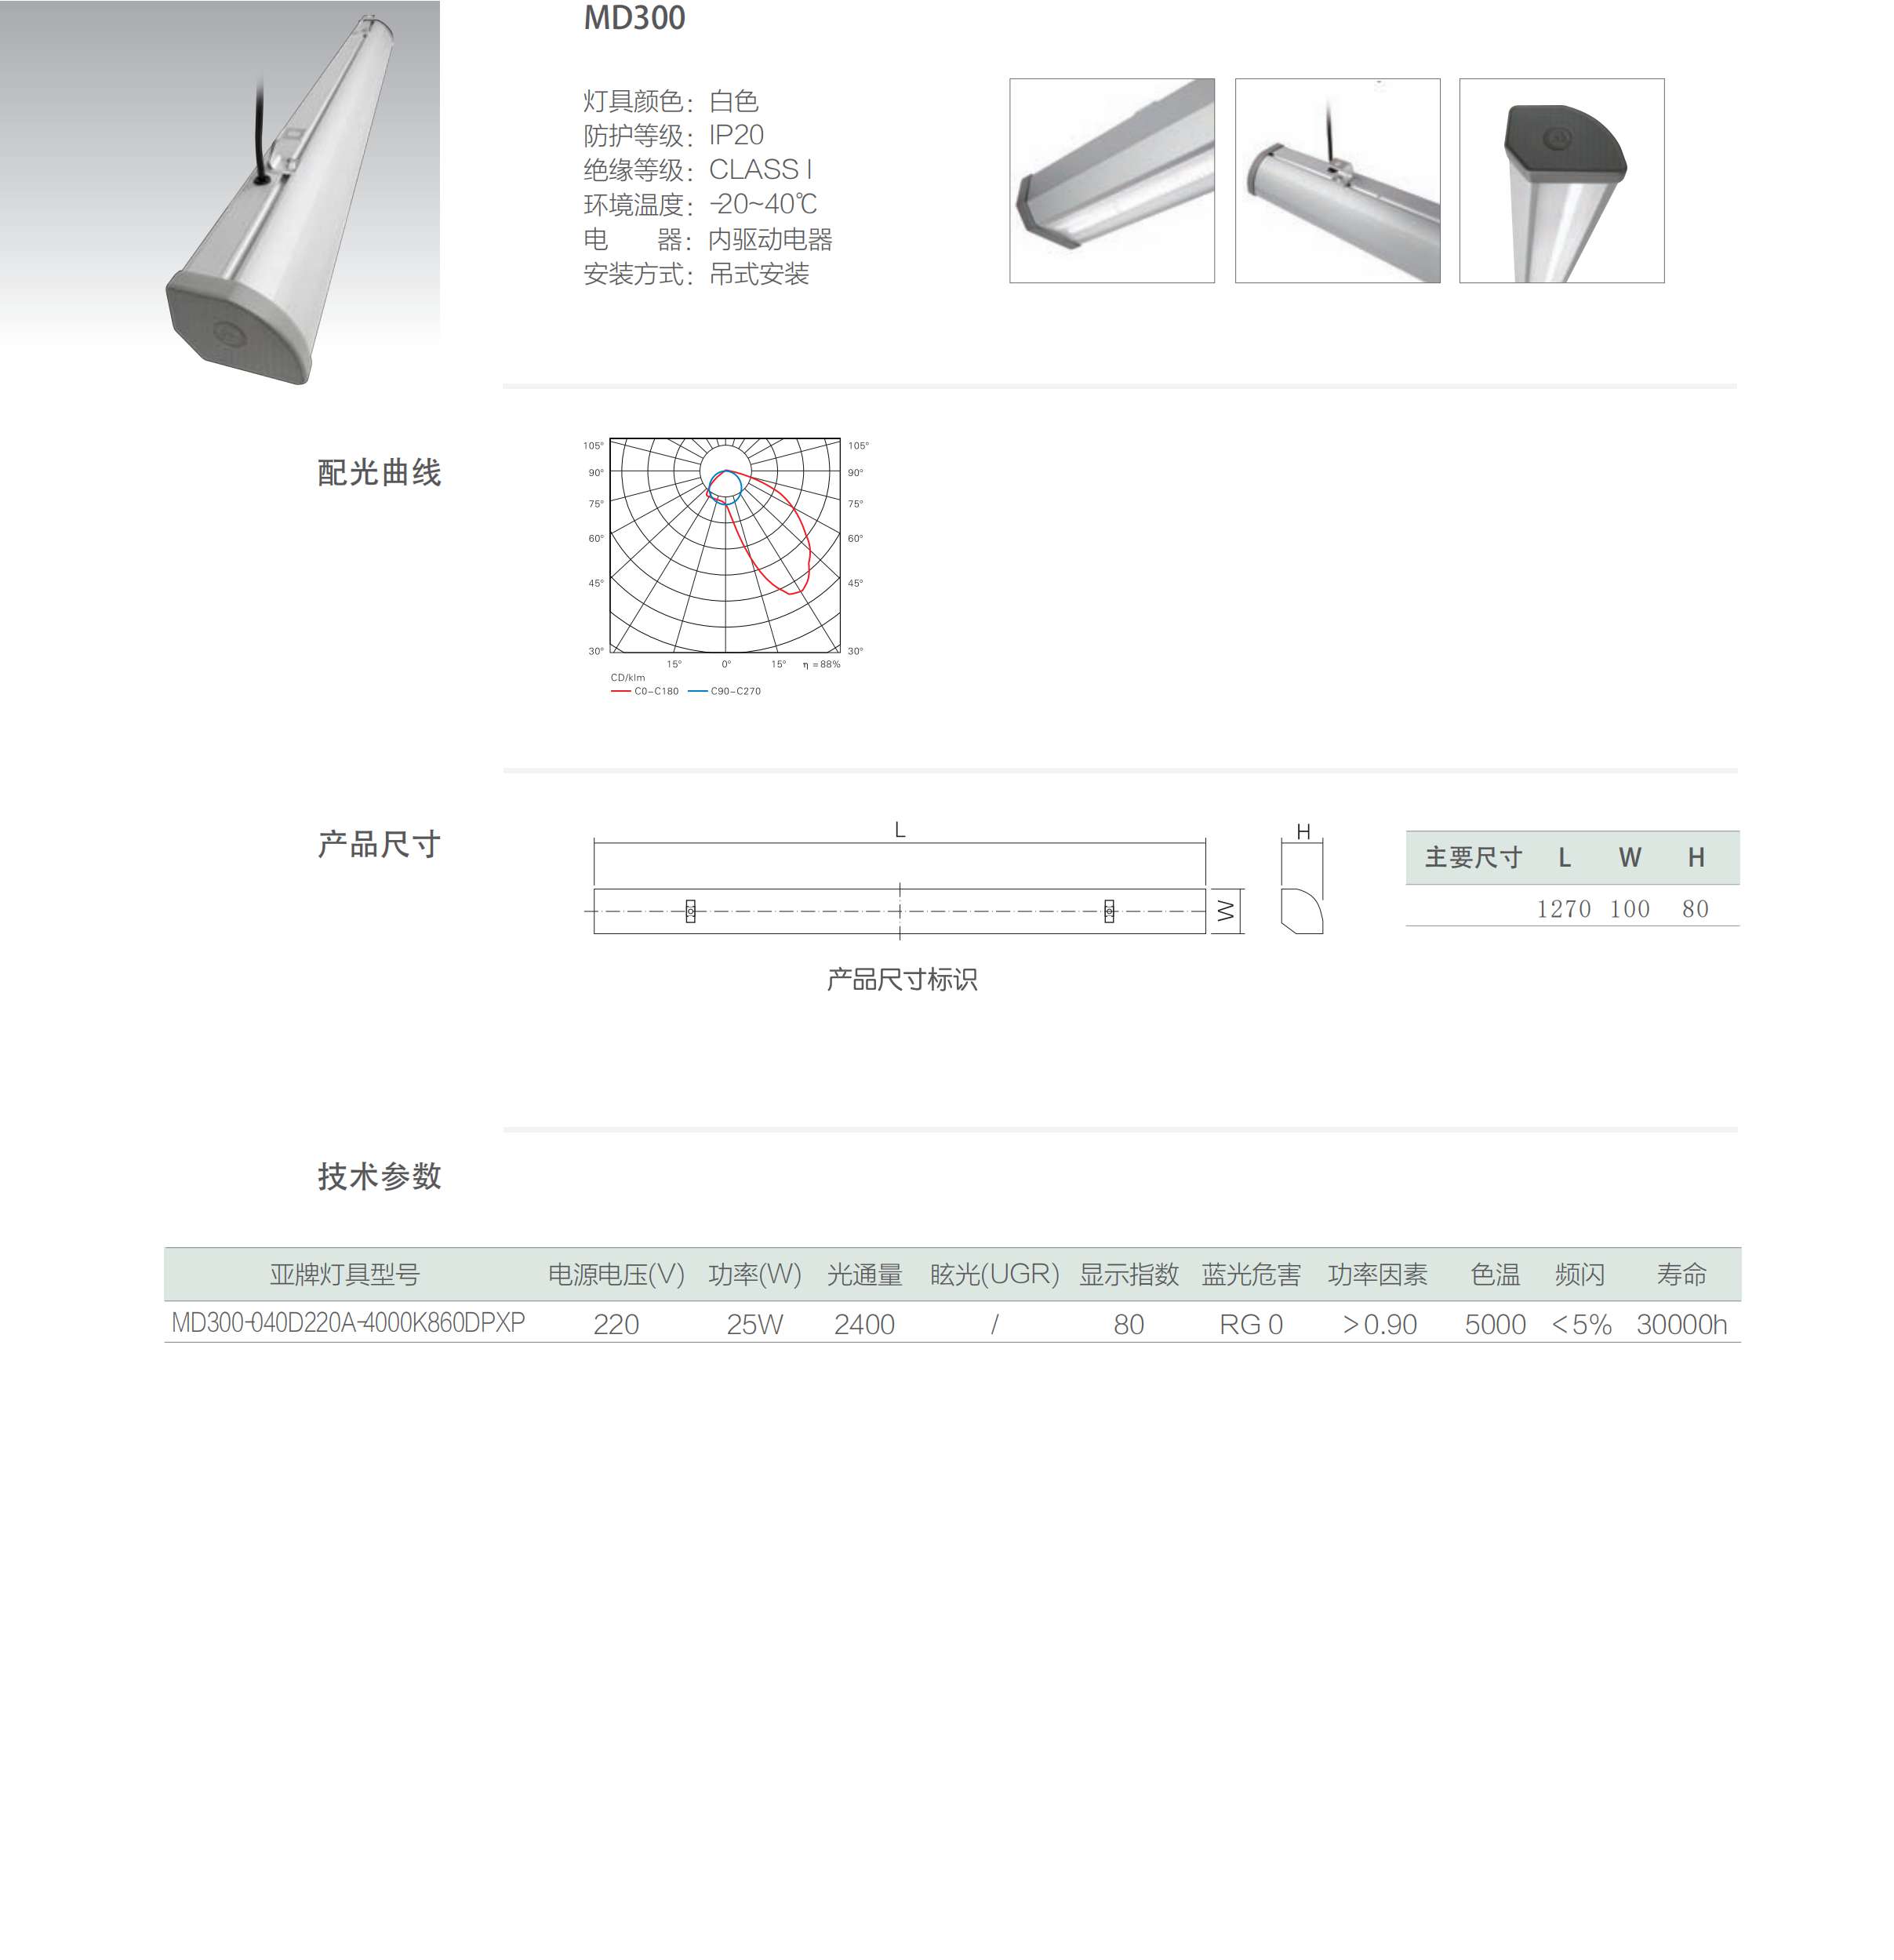 MD300
灯具颜色：白色
防护等级：IP20
绝缘等级：CLASS I
环境温度：-20~40℃
电 器：内驱动电器
安装方式：吊式安装
配光曲线
105° 105°
90° 90°
75° 75°
60° 60°
45° 45°
30° 30°
15° 0° 15° η =88%
CD/klm
C0-C180 C90-C270
产品尺寸
L H
W
主要尺寸 L W H
1270 100 80
产品尺寸标识
技术参数
亚牌灯具型号 电源电压(V) 功率(W) 光通量 眩光(UGR) 显示指数 蓝光危害 功率因素 色温 频闪 寿命
MD300-040D220A-4000K860DPXP 220 25W 2400 / 80 RG 0 >0.90 5000 <5% 30000h